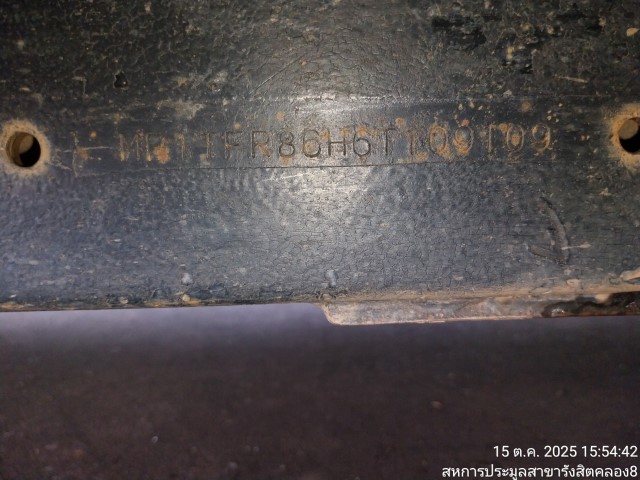 MP1TFR86H6T100109
15 ต.ค. 2025 15:54:42
สหการประมูลสาขารังสิตคลอง8